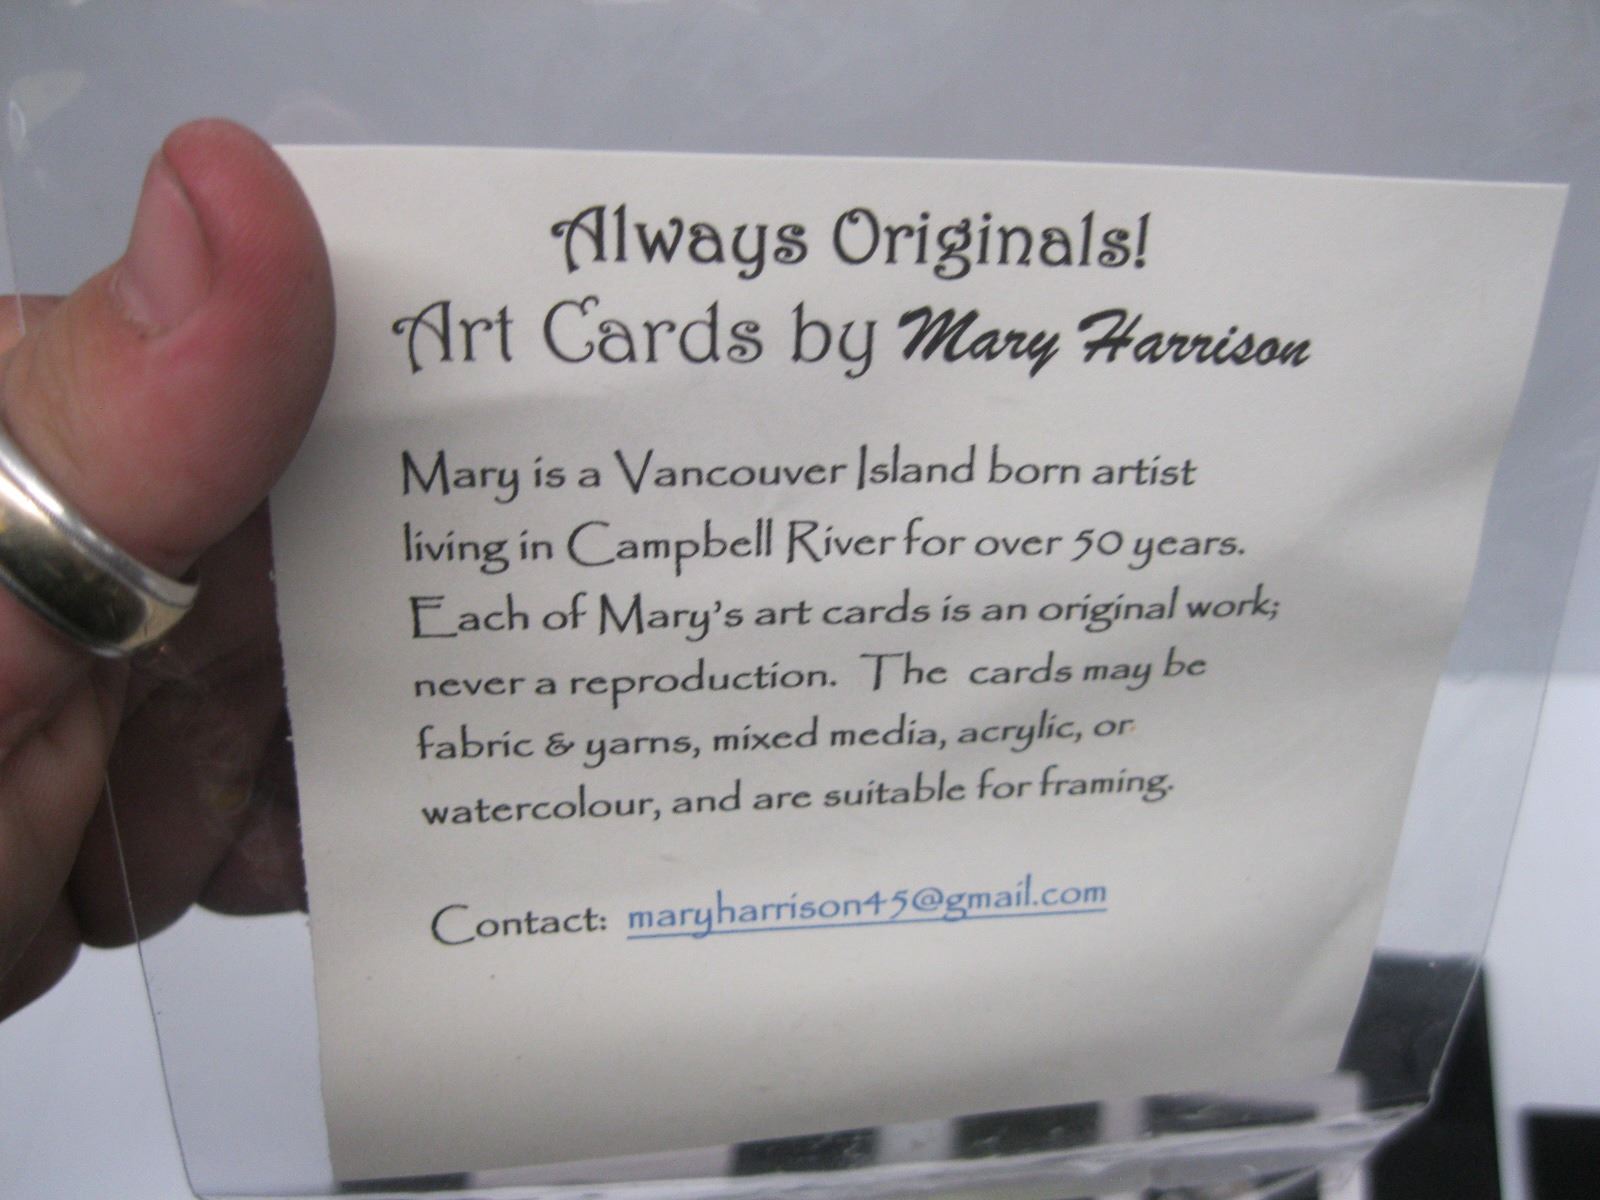 Always Originals!
Art Cards by Mary Harrison
Mary is a Vancouver Island born artist
living in Campbell River for over 50 years.
Each of Mary's art cards is an original work;
never a reproduction. The cards may be
fabric & yarns, mixed media, acrylic, or
watercolour, and are suitable for framing.
Contact: maryharrison45@gmail.com